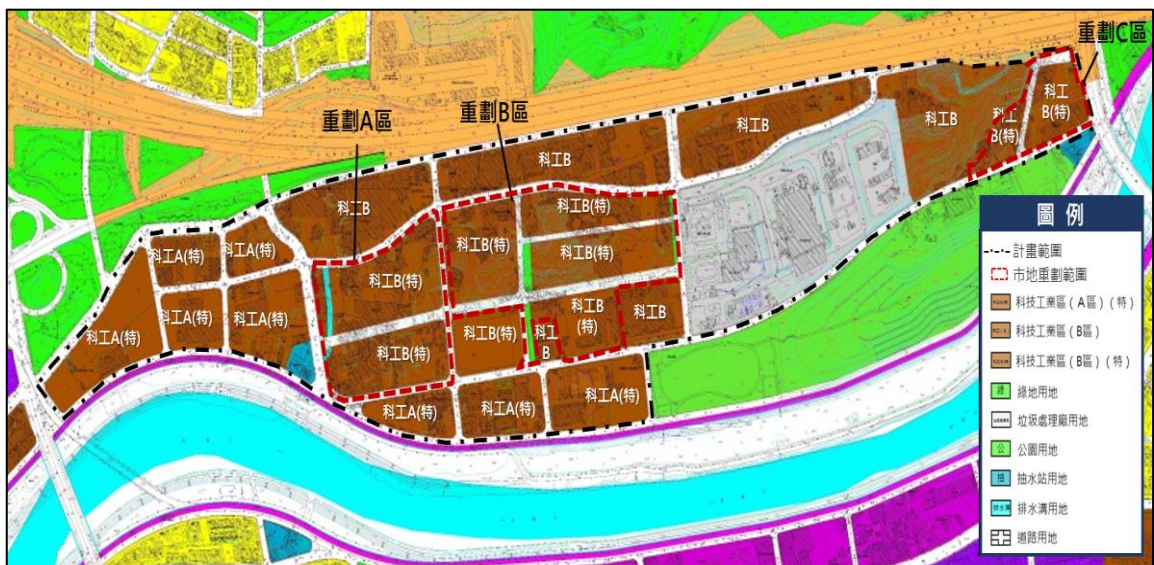 重劃C區
重劃B區
重劃A區
科工
B(特)
科工B
科工B
科工
B(特)
科工B
科工B
科工B(特)
科工A(特)
科工A(特)
科工B(特)
科工B(特)
科工B(特)
科工A(特)
科工A(特)
科工A(特)
科工B
(特)
科工B
科工B(特)
科工
B
科工B(特)
科工A(特)
科工A(特)
科工A(特)
圖例
計畫範圍
市地重劃範圍
科技工業區(A區)(特)
科技工業區(B區)
科技工業區(B區)(特)
綠 綠地用地
垃圾處理廠用地
公 公園用地
抽 抽水站用地
排水溝 排水溝用地
道路用地